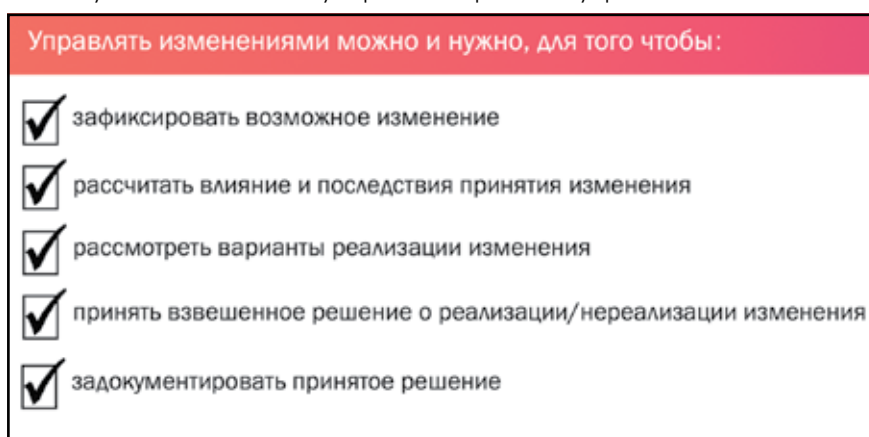 Управлять изменениями можно и нужно, для того чтобы:
зафиксировать возможное изменение
рассчитать влияние и последствия принятия изменения
рассмотреть варианты реализации изменения
принять взвешенное решение о реализации/нереализации изменения
задокументировать принятое решение